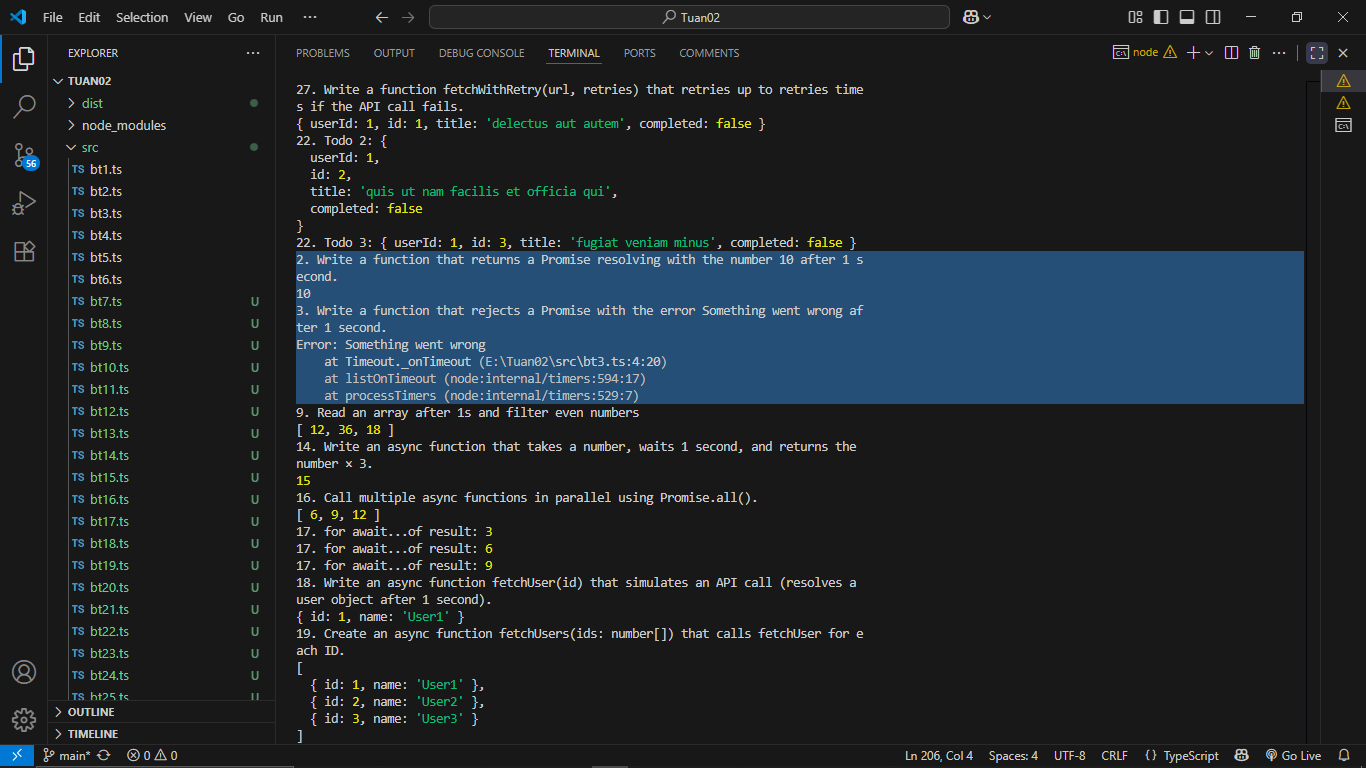 File Edit Selection View Go Run ··· Tuan02
EXPLORER ···
TUAN02
dist
node_modules
src
TS bt1.ts
TS bt2.ts
TS bt3.ts
TS bt4.ts
TS bt5.ts
TS bt6.ts
TS bt7.ts U
TS bt8.ts U
TS bt9.ts U
TS bt10.ts U
TS bt11.ts U
TS bt12.ts U
TS bt13.ts U
TS bt14.ts U
TS bt15.ts U
TS bt16.ts U
TS bt17.ts U
TS bt18.ts U
TS bt19.ts U
TS bt20.ts U
TS bt21.ts U
TS bt22.ts U
TS bt23.ts U
TS bt24.ts U
TS bt25.ts U
OUTLINE
TIMELINE
56
PROBLEMS OUTPUT DEBUG CONSOLE TERMINAL PORTS COMMENTS
node
27. Write a function fetchWithRetry(url, retries) that retries up to retries time
s if the API call fails.
{ userId: 1, id: 1, title: 'delectus aut autem', completed: false }
22. Todo 2: {
  userId: 1,
  id: 2,
  title: 'quis ut nam facilis et officia qui',
  completed: false
}
22. Todo 3: { userId: 1, id: 3, title: 'fugiat veniam minus', completed: false }
2. Write a function that returns a Promise resolving with the number 10 after 1 s
econd.
10
3. Write a function that rejects a Promise with the error Something went wrong af
ter 1 second.
Error: Something went wrong
    at Timeout._onTimeout (E:\Tuan02\src\bt3.ts:4:20)
    at listOnTimeout (node:internal/timers:594:17)
    at processTimers (node:internal/timers:529:7)
9. Read an array after 1s and filter even numbers
[ 12, 36, 18 ]
14. Write an async function that takes a number, waits 1 second, and returns the
number × 3.
15
16. Call multiple async functions in parallel using Promise.all().
[ 6, 9, 12 ]
17. for await...of result: 3
17. for await...of result: 6
17. for await...of result: 9
18. Write an async function fetchUser(id) that simulates an API call (resolves a
user object after 1 second).
{ id: 1, name: 'User1' }
19. Create an async function fetchUsers(ids: number[]) that calls fetchUser for e
ach ID.
[
  { id: 1, name: 'User1' },
  { id: 2, name: 'User2' },
  { id: 3, name: 'User3' }
]
main* 0 0 Ln 206, Col 4 Spaces: 4 UTF-8 CRLF { } TypeScript Go Live